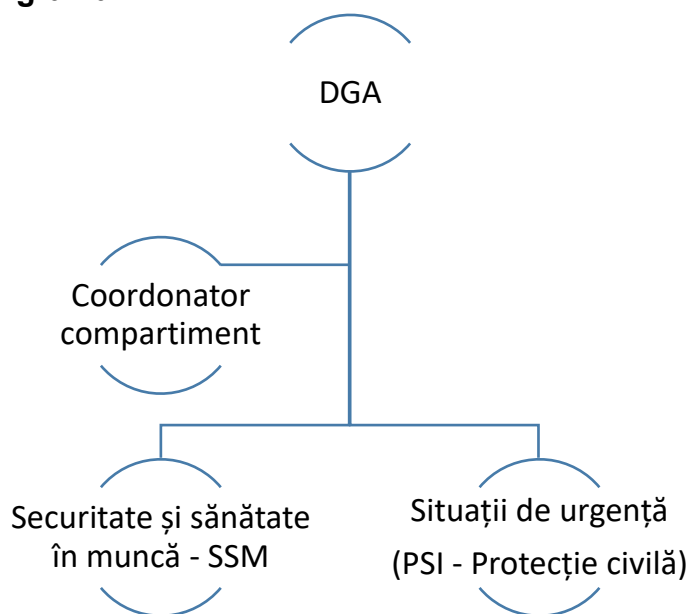 DGA
Coordonator
compartiment
Securitate și sănătate
în muncă - SSM
Situații de urgență
(PSI - Protecție civilă)